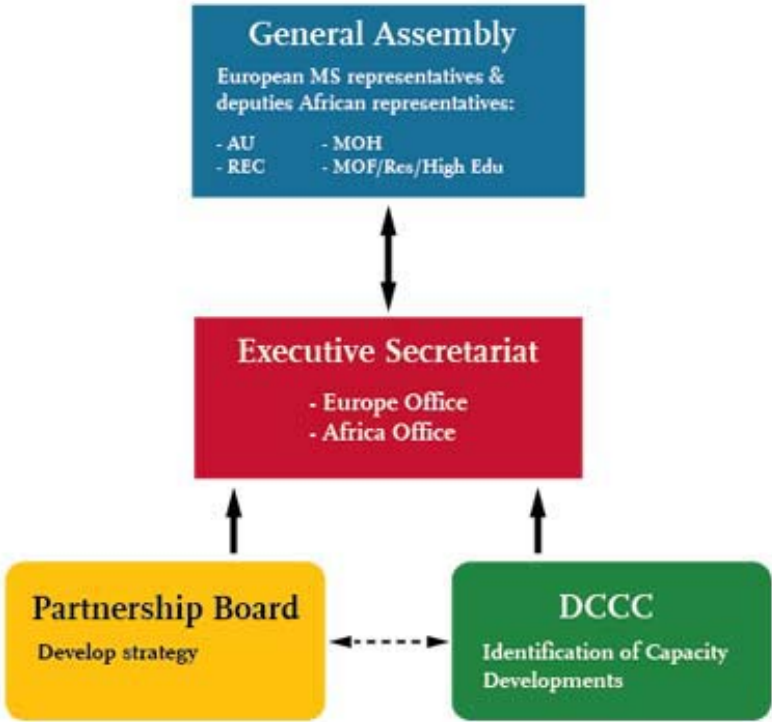 General Assembly
European MS representatives &
deputies African representatives:
- AU - MOH
- REC - MOF/Res/High Edu
Executive Secretariat
- Europe Office
- Africa Office
Partnership Board
Develop strategy
DCCC
Identification of Capacity
Developments